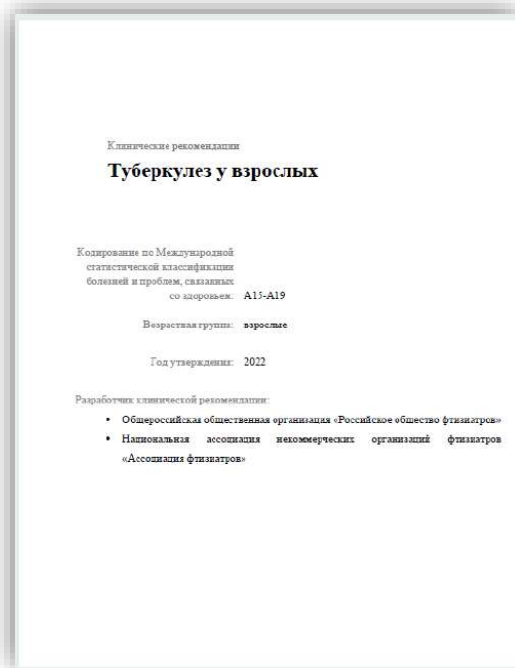 Клинические рекомендации
Туберкулез у взрослых
Кодирование по Международной
статистической классификации
болезней и проблем, связанных
со здоровьем: A15-A19
Возрастная группа: взрослые
Год утверждения: 2022
Разработчик клинической рекомендации:
• Общероссийская общественная организация «Российское общество фтизиатров»
• Национальная ассоциация некоммерческих организаций фтизиатров
«Ассоциация фтизиатров»